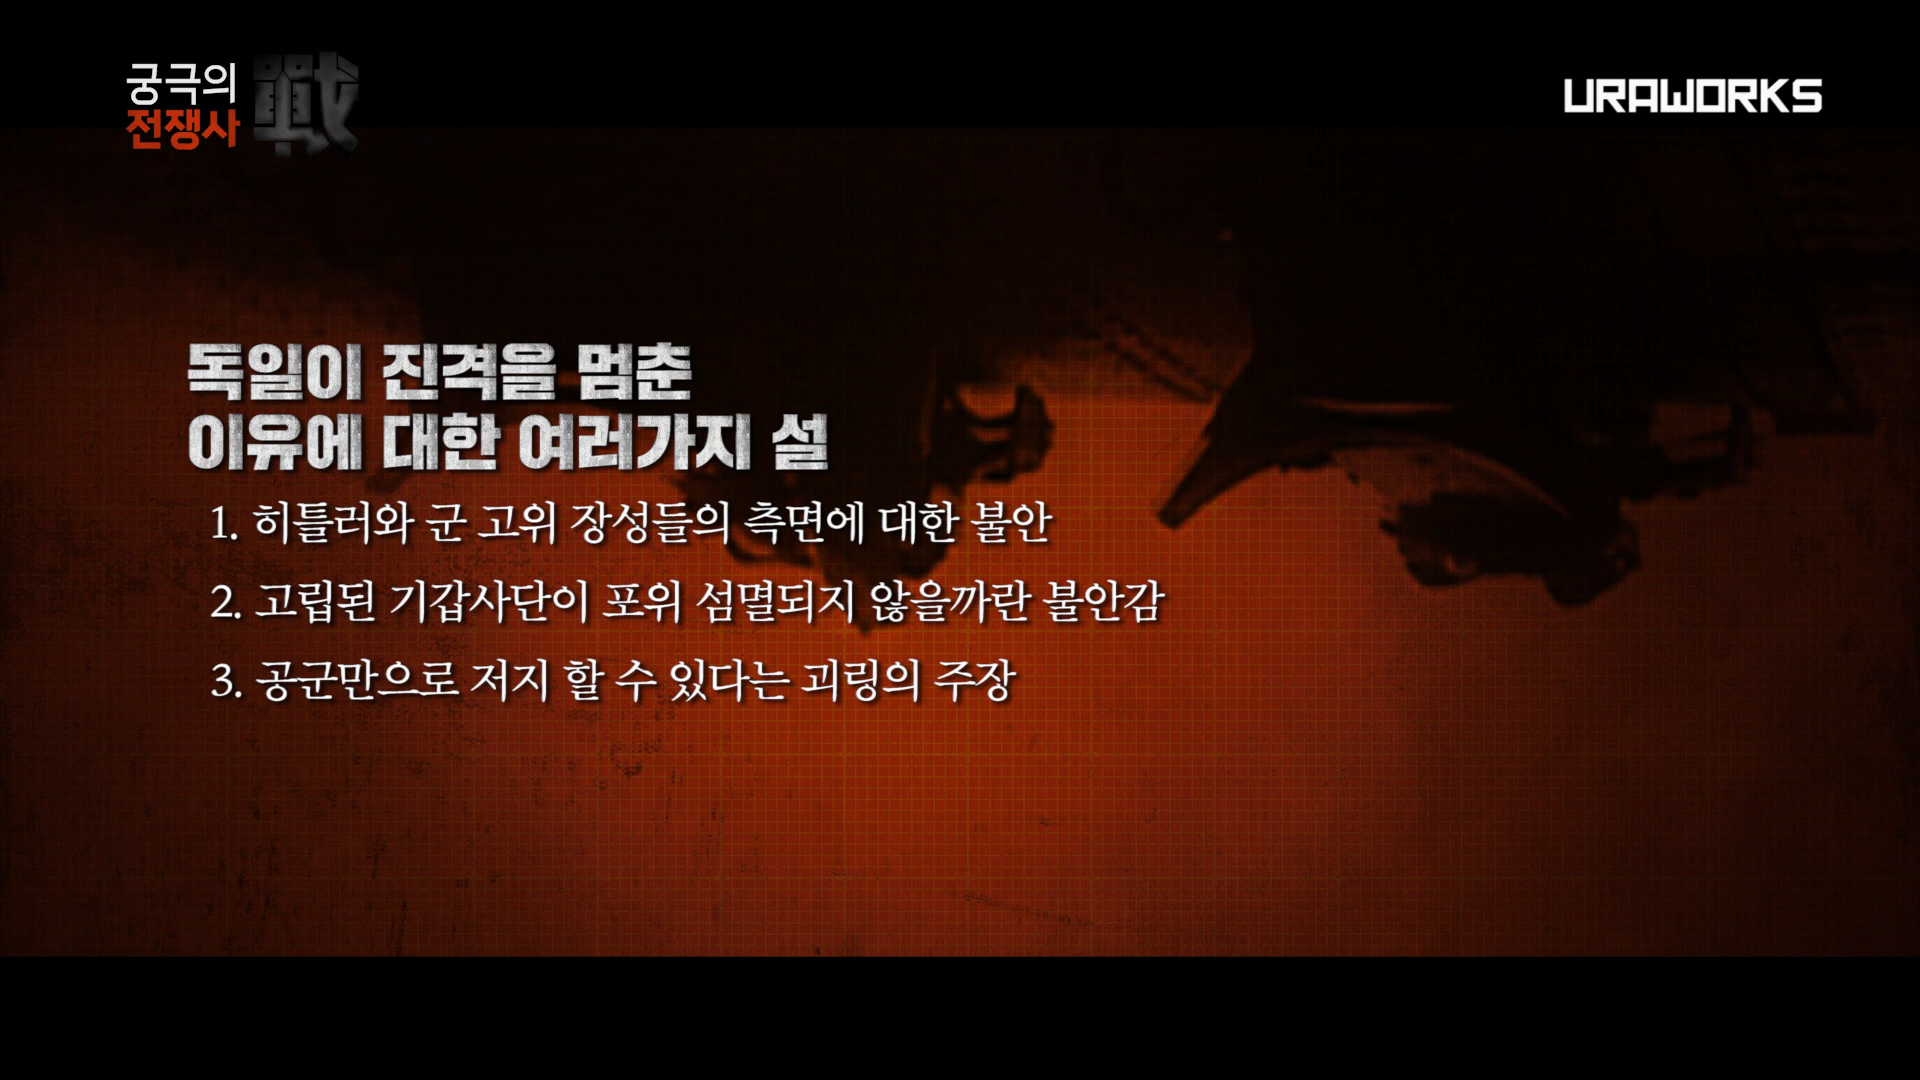 궁극의
전쟁사
戰
URAWORKS
독일이 진격을 멈춘
이유에 대한 여러가지 설
1. 히틀러와 군 고위 장성들의 측면에 대한 불안
2. 고립된 기갑사단이 포위 섬멸되지 않을까란 불안감
3. 공군만으로 저지 할 수 있다는 괴링의 주장